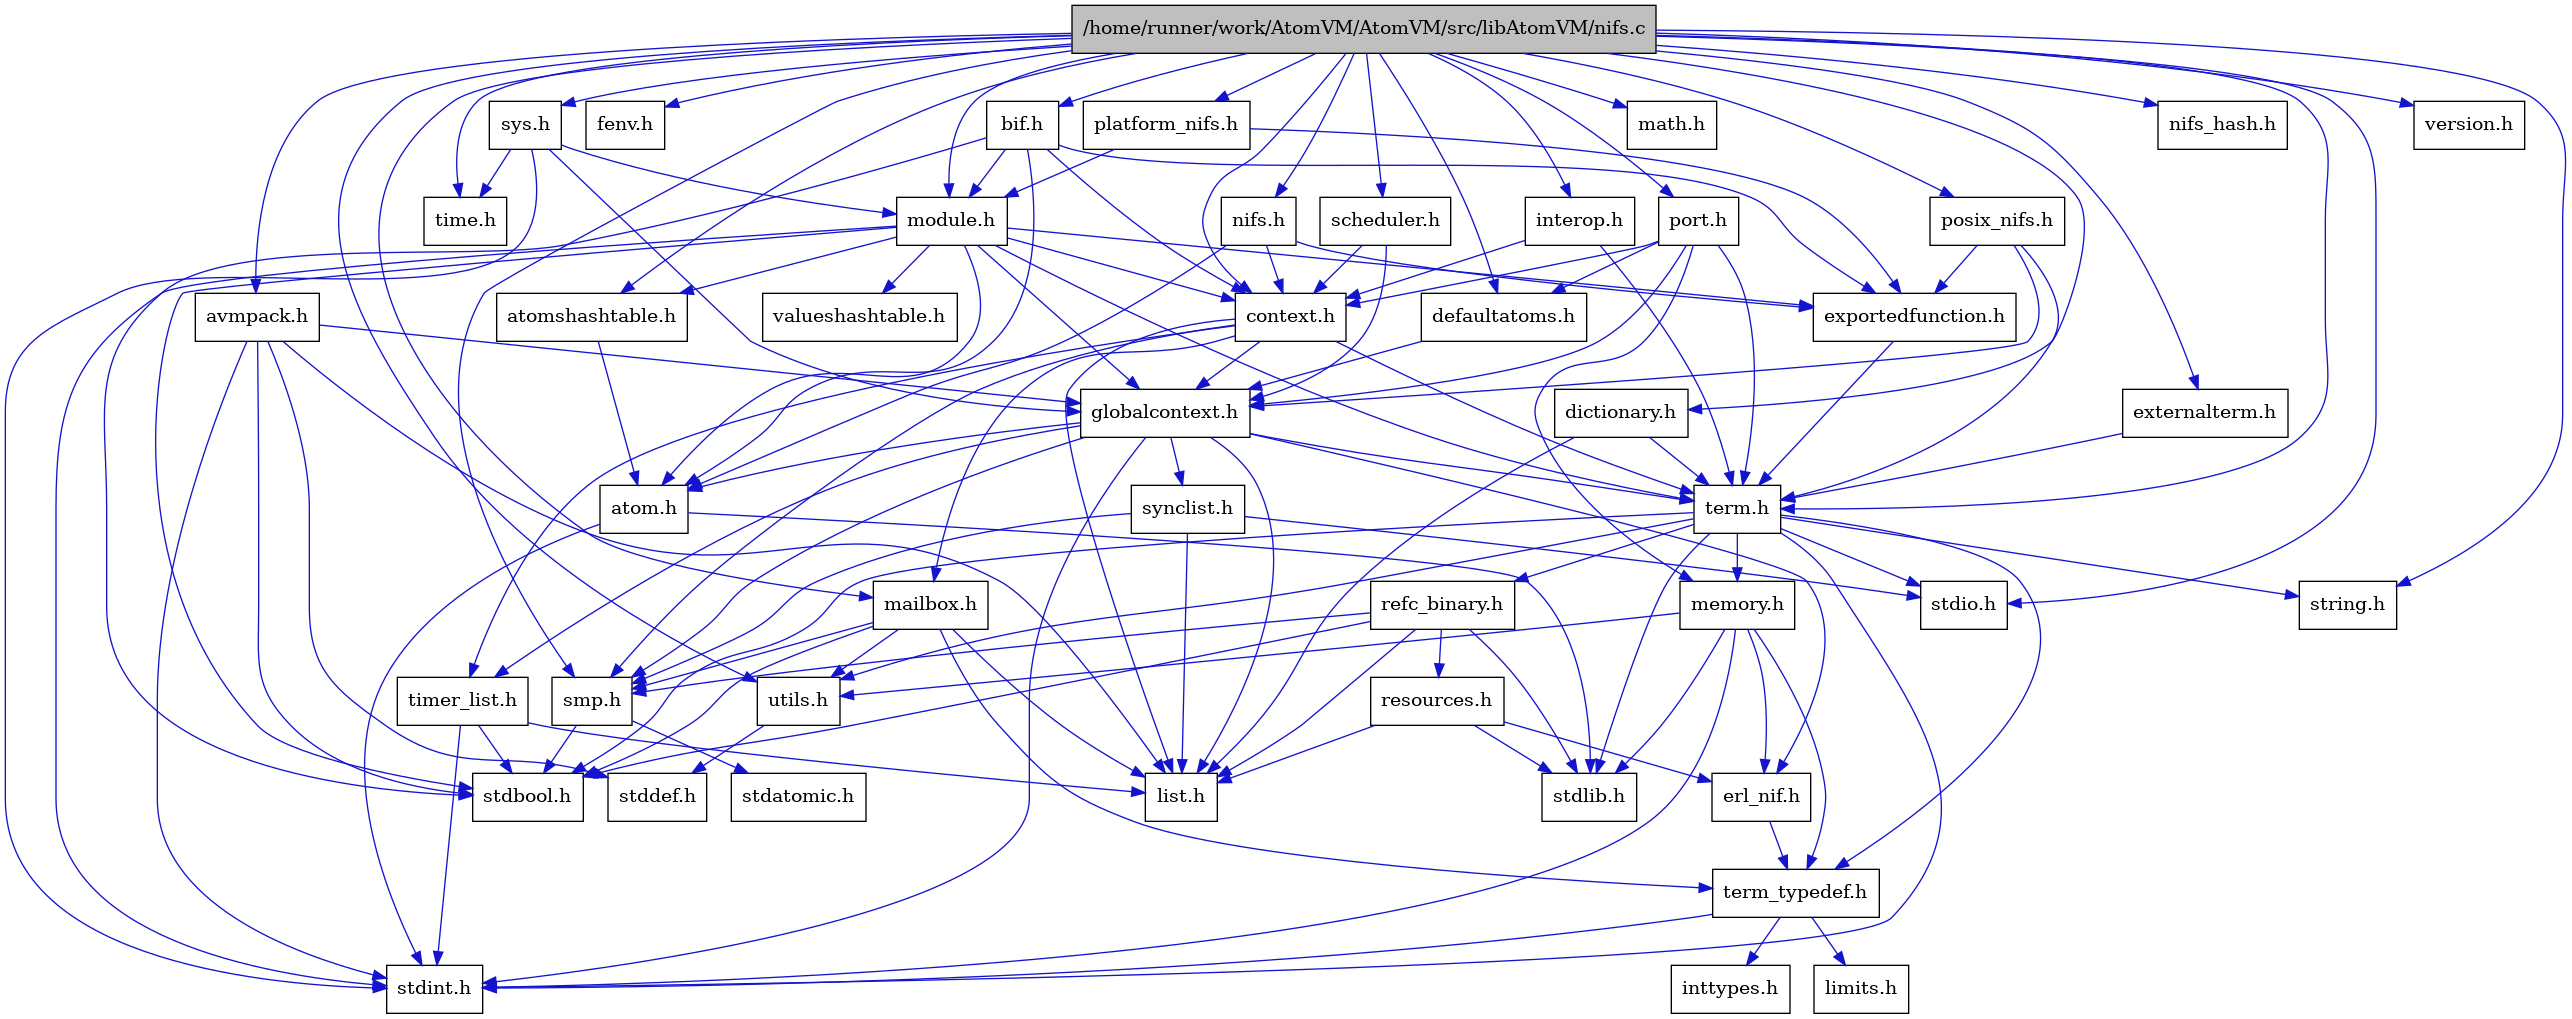 /home/runner/work/AtomVM/AtomVM/src/libAtomVM/nifs.c
sys.h
fenv.h
bif.h
platform_nifs.h
math.h
nifs_hash.h
version.h
time.h
module.h
nifs.h
scheduler.h
interop.h
port.h
posix_nifs.h
avmpack.h
atomshashtable.h
valueshashtable.h
context.h
defaultatoms.h
exportedfunction.h
globalcontext.h
dictionary.h
externalterm.h
atom.h
synclist.h
term.h
mailbox.h
refc_binary.h
memory.h
stdio.h
string.h
timer_list.h
smp.h
utils.h
resources.h
stdbool.h
stddef.h
stdatomic.h
list.h
stdlib.h
erl_nif.h
term_typedef.h
stdint.h
inttypes.h
limits.h